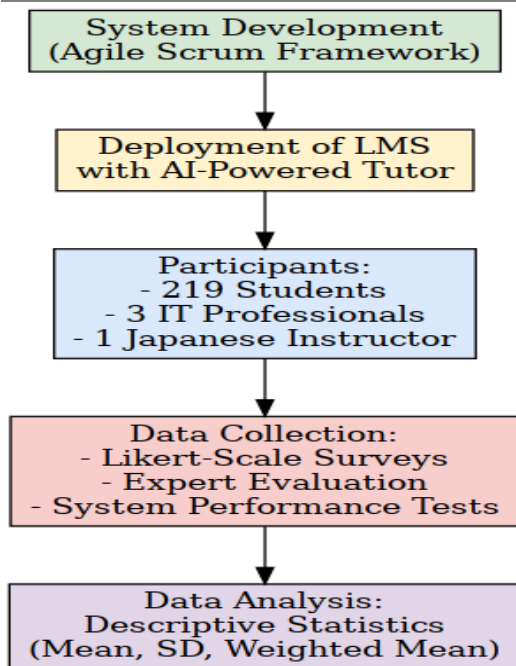 System Development
(Agile Scrum Framework)
Deployment of LMS
with AI-Powered Tutor
Participants:
- 219 Students
- 3 IT Professionals
- 1 Japanese Instructor
Data Collection:
- Likert-Scale Surveys
- Expert Evaluation
- System Performance Tests
Data Analysis:
Descriptive Statistics
(Mean, SD, Weighted Mean)